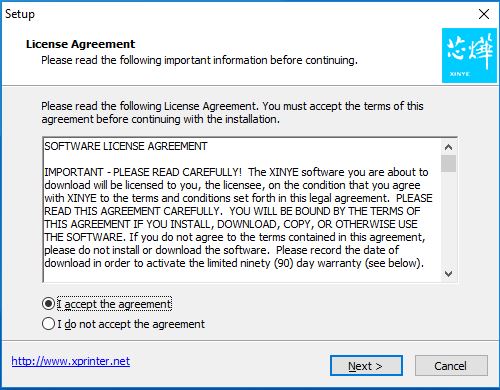 Setup
License Agreement
Please read the following important information before continuing.
芯烨
XINYE
Please read the following License Agreement. You must accept the terms of this
agreement before continuing with the installation.
SOFTWARE LICENSE AGREEMENT
IMPORTANT - PLEASE READ CAREFULLY!  The XINYE software you are about to
download will be licensed to you, the licensee, on the condition that you agree
with XINYE to the terms and conditions set forth in this legal agreement.  PLEASE
READ THIS AGREEMENT CAREFULLY.  YOU WILL BE BOUND BY THE TERMS OF
THIS AGREEMENT IF YOU INSTALL, DOWNLOAD, COPY, OR OTHERWISE USE
THE SOFTWARE. If you do not agree to the terms contained in this agreement,
please do not install or download the software.  Please record the date of
download in order to activate the limited ninety (90) day warranty (see below).
I accept the agreement
I do not accept the agreement
http://www.xprinter.net
Next >
Cancel